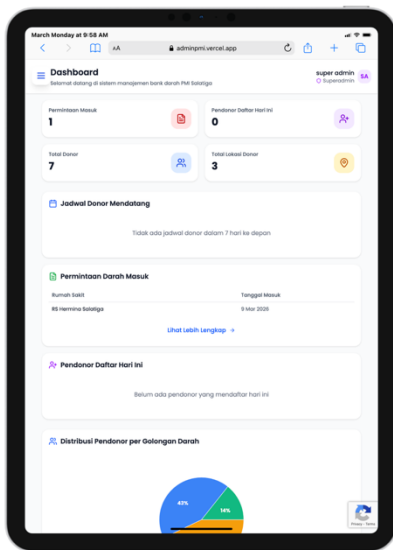 March Monday at 9:58 AM
AA
adminpmi.vercel.app
Dashboard
Selamat datang di sistem manajemen bank darah PMI Salatiga
super admin
Superadmin
SA
Permintaan Masuk
1
Pendonor Daftar Hari Ini
0
Total Donor
7
Total Lokasi Donor
3
Jadwal Donor Mendatang
Tidak ada jadwal donor dalam 7 hari ke depan
Permintaan Darah Masuk
Rumah Sakit
Tanggal Masuk
RS Hermina Salatiga
9 Mar 2026
Lihat Lebih Lengkap →
Pendonor Daftar Hari Ini
Belum ada pendonor yang mendaftar hari ini
Distribusi Pendonor per Golongan Darah
43%
14%
Privacy - Terms